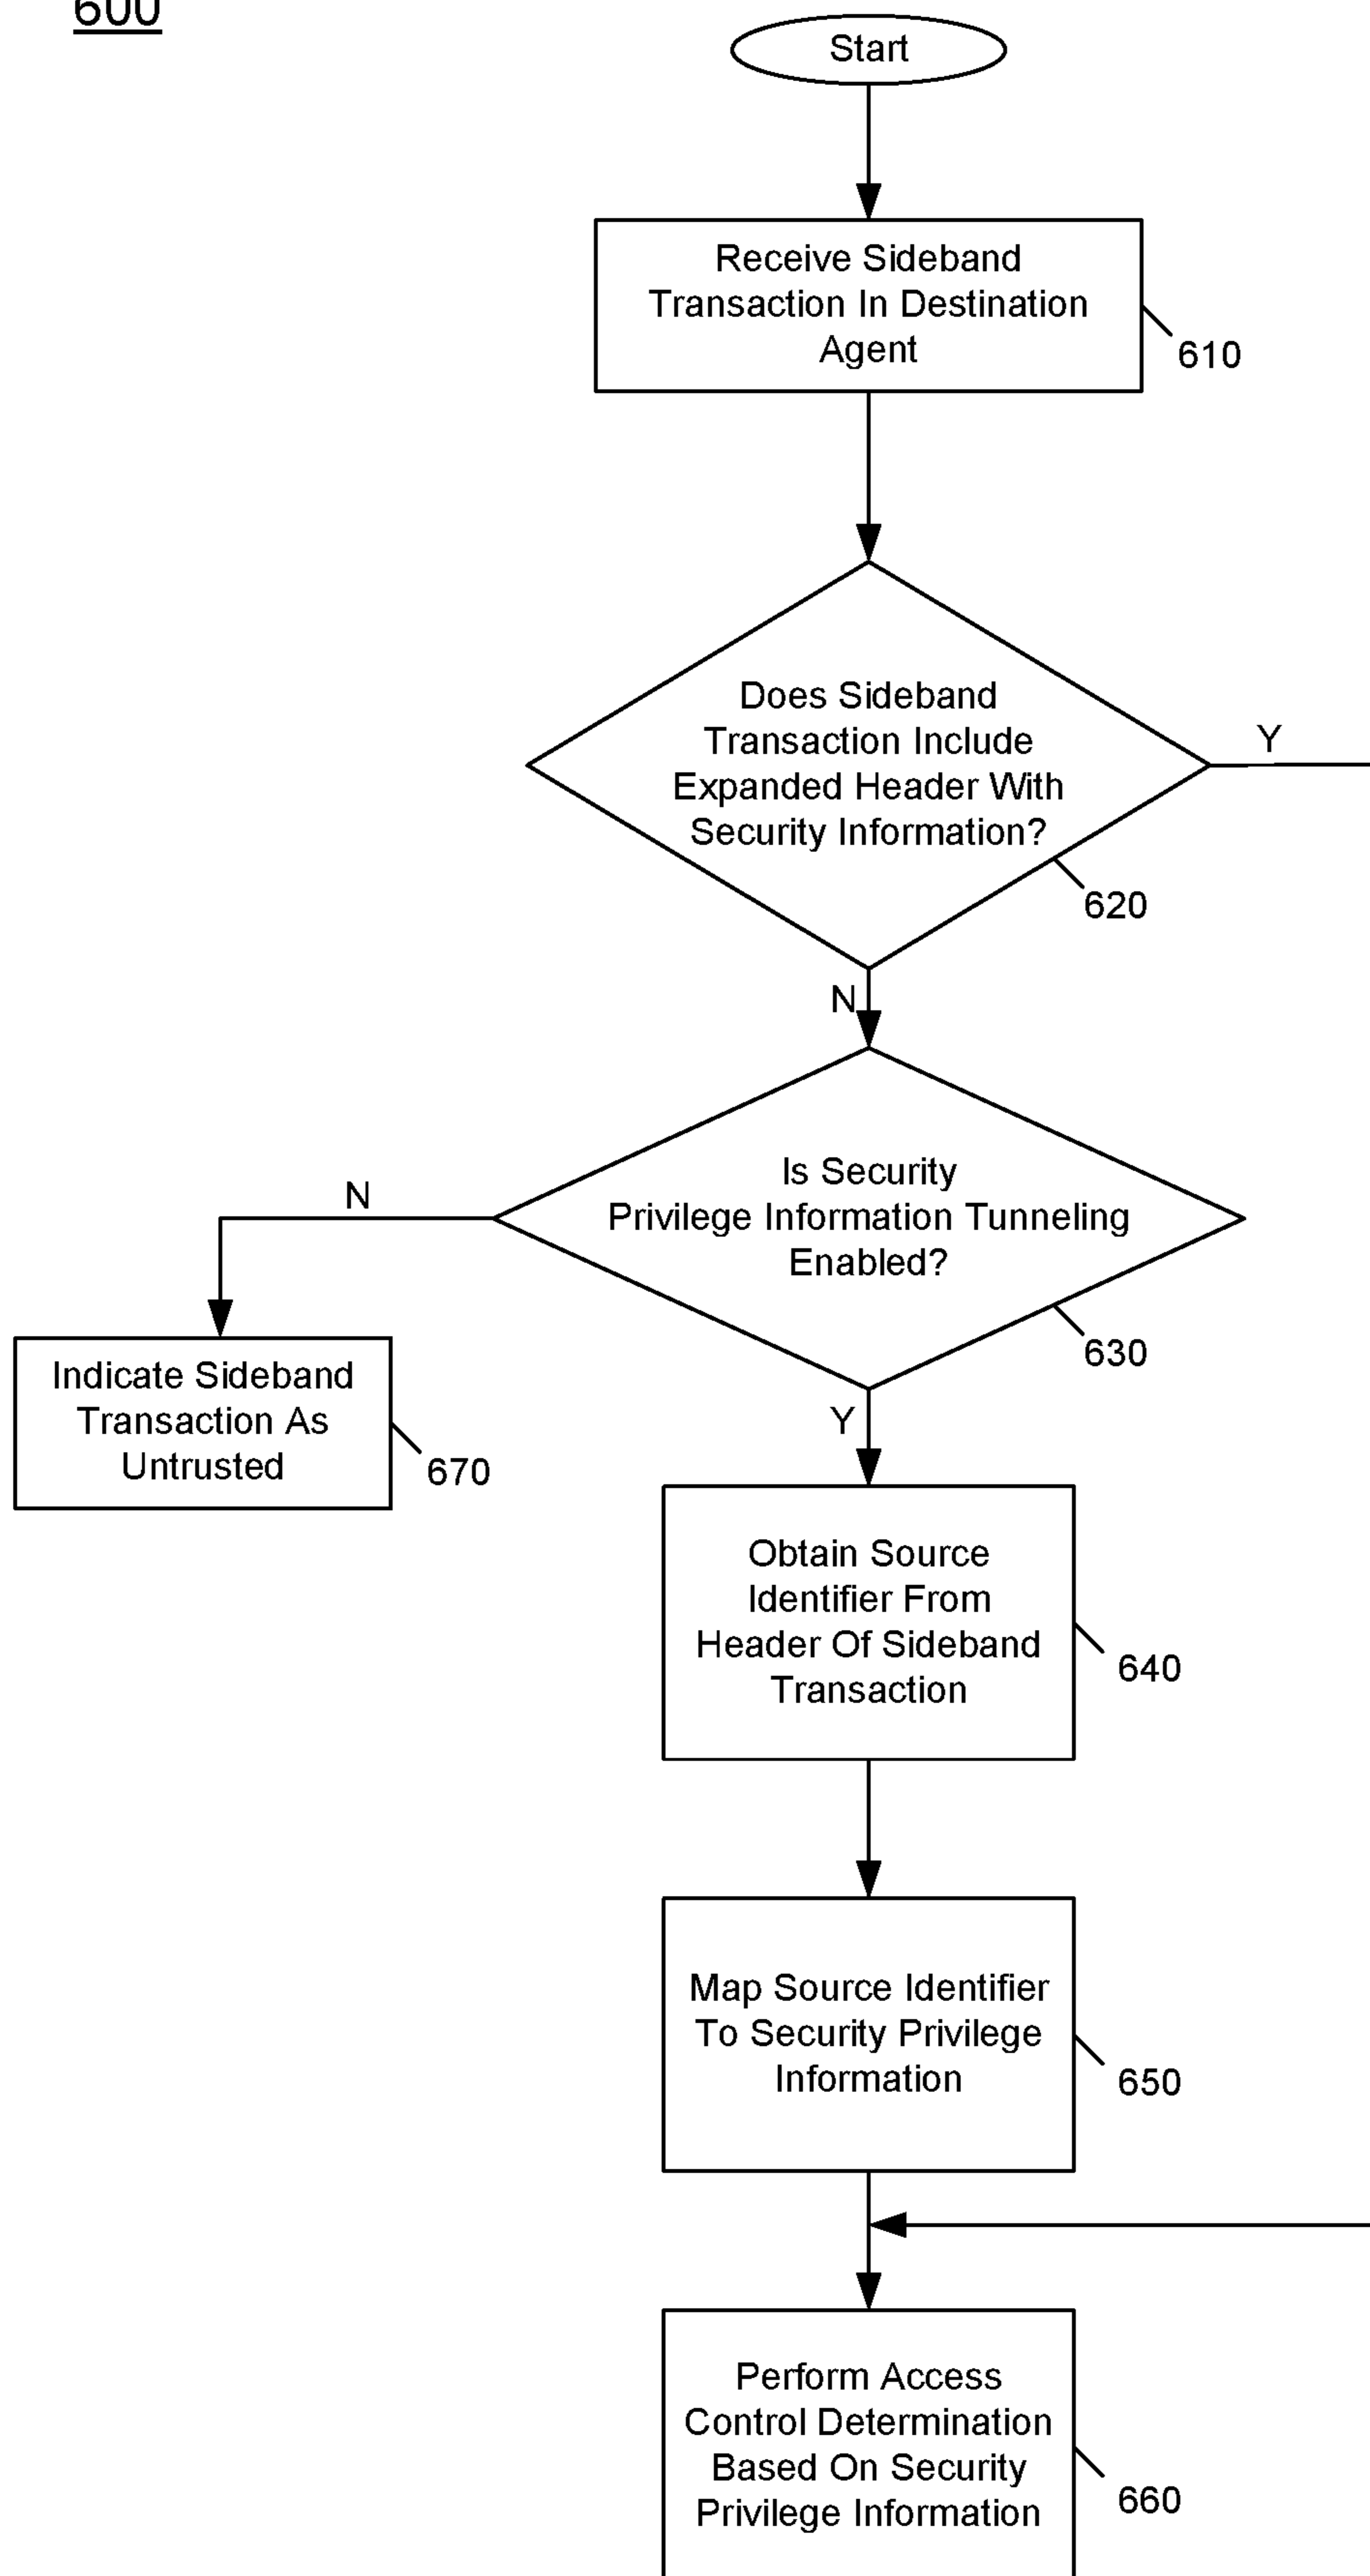 600
Start
Receive Sideband
Transaction In Destination
Agent
610
Does Sideband
Transaction Include
Expanded Header With
Security Information?
Y
620
N
Is Security
Privilege Information Tunneling
Enabled?
N
630
Indicate Sideband
Transaction As
Untrusted
670
Y
Obtain Source
Identifier From
Header Of Sideband
Transaction
640
Map Source Identifier
To Security Privilege
Information
650
Perform Access
Control Determination
Based On Security
Privilege Information
660